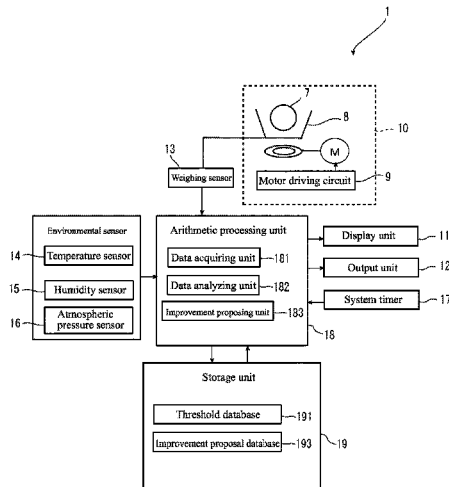 1
7
8
10
M
Motor driving circuit
9
13
Weighing sensor
Environmental sensor
14
Temperature sensor
15
Humidity sensor
16
Atmospheric
pressure sensor
Arithmetic processing unit
Data acquiring unit
181
Data analyzing unit
182
Improvement proposing unit
183
18
Display unit
11
Output unit
12
System timer
17
Storage unit
Threshold database
191
Improvement proposal database
193
19